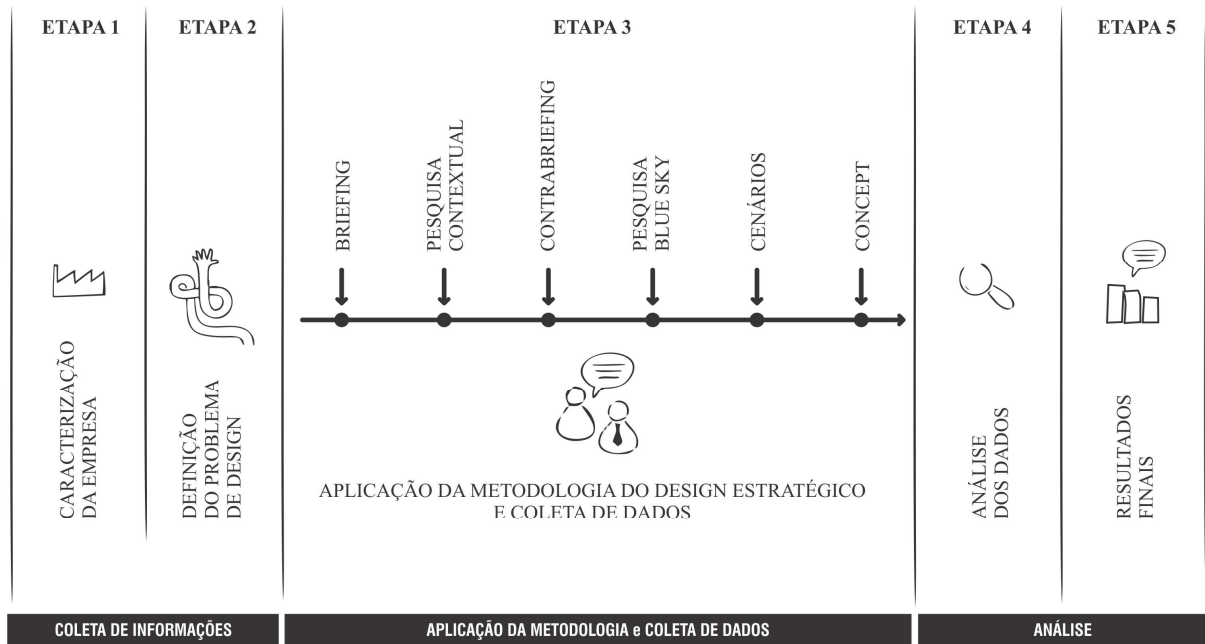 ETAPA 1
ETAPA 2
ETAPA 3
ETAPA 4
ETAPA 5
CARACTERIZAÇÃO
DA EMPRESA
DEFINIÇÃO
DO PROBLEMA
DE DESIGN
BRIEFING
PESQUISA
CONTEXTUAL
CONTRABRIEFING
PESQUISA
BLUE SKY
CENÁRIOS
CONCEPT
APLICAÇÃO DA METODOLOGIA DO DESIGN ESTRATÉGICO
E COLETA DE DADOS
ANÁLISE
DOS DADOS
RESULTADOS
FINAIS
COLETA DE INFORMAÇÕES
APLICAÇÃO DA METODOLOGIA e COLETA DE DADOS
ANÁLISE